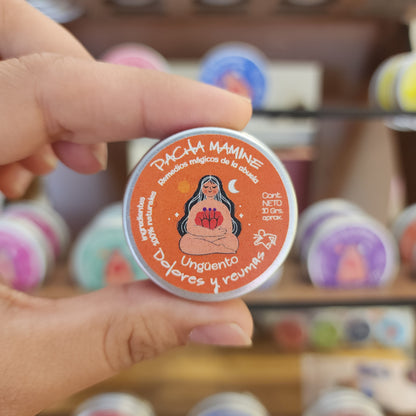 PACHA MAMINE
Remedios mágicos de la abuela
Ingredientes
100% naturales
Cont.
NETO
10 Grs.
aprox.
Ungüento
Dolores y reumas